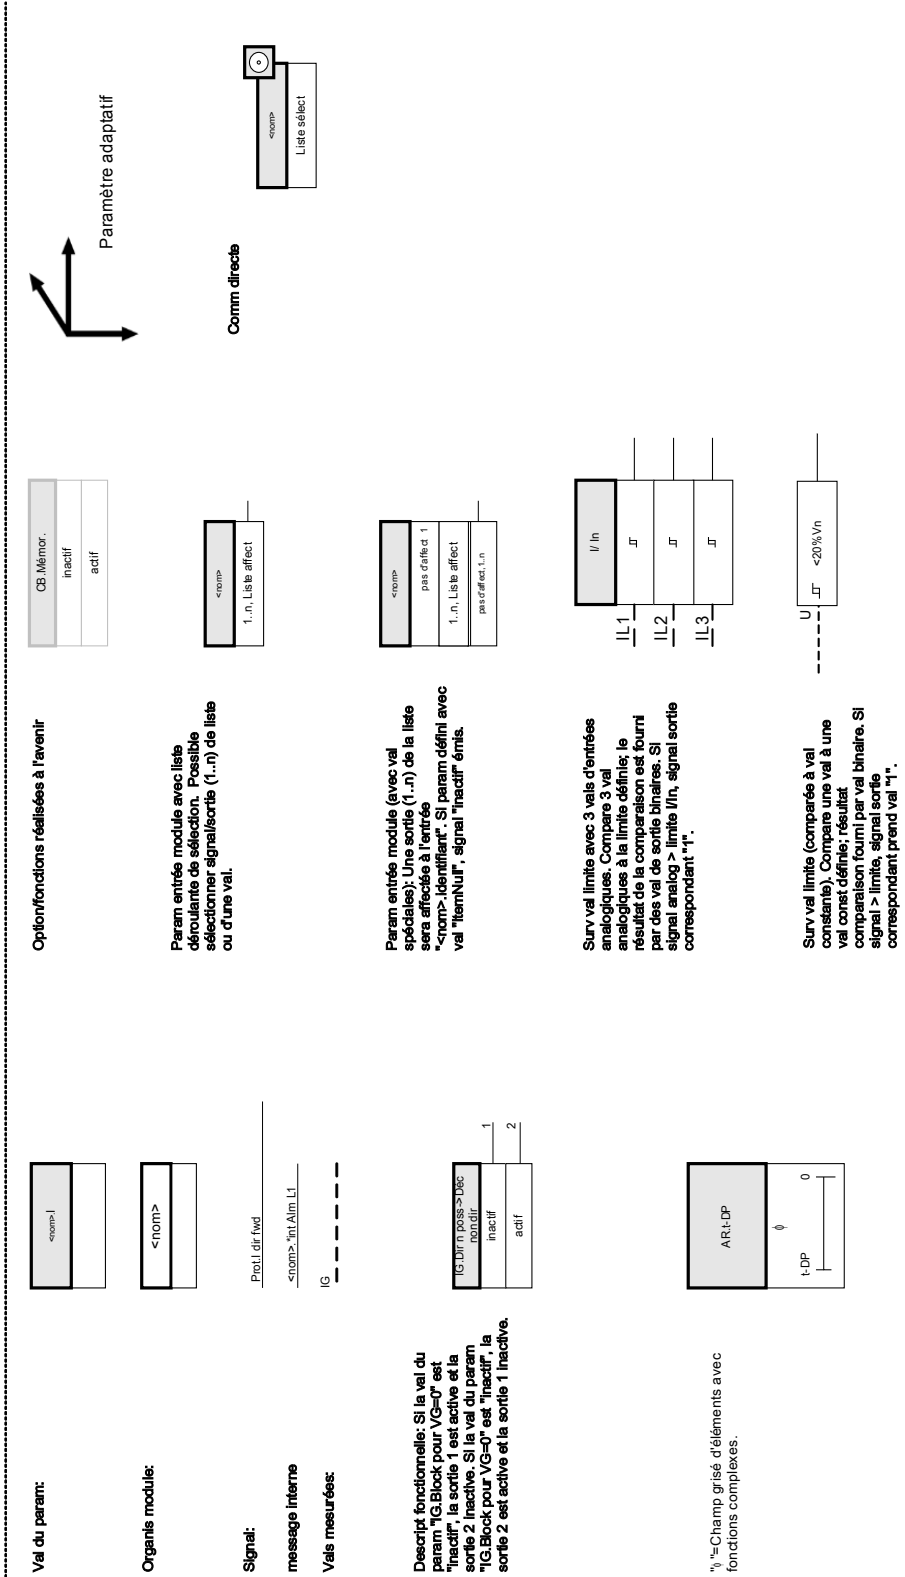 Val du param:
<nom>.I
Organis module:
<nom>
Signal:
Prot.I dir fwd
message interne
<nom>.*int Alm L1
Vals mesurées:
IG
Descript fonctionnelle: Si la val du
param "IG.Block pour VG=0" est
"inactif", la sortie 1 est active et la
sortie 2 inactive. Si la val du param
"IG.Block pour VG=0" est "inactif", la
sortie 2 est active et la sortie 1 inactive.
IG.Dir n poss->Déc
non dir
inactif
1
actif
2
"ϕ"=Champ grisé d'éléments avec
fonctions complexes.
AR.t-DP
ϕ
t-DP
0
Option/fonctions réalisées à l'avenir
CB.Mémor.
inactif
actif
Param entrée module avec liste
déroulante de sélection. Possible
sélectionner signal/sortie (1..n) de liste
ou d'une val.
<nom>
1..n, Liste affect
Param entrée module (avec val
spéciales): Une sortie (1..n) de la liste
sera affectée à l'entrée
"<nom>.Identifiant". Si param défini avec
val "ItemNull", signal "inactif" émis.
<nom>
pas d'affect 1
1..n, Liste affect
pas d'affect, 1..n
Surv val limite avec 3 vals d'entrées
analogiques. Compare 3 val
analogiques à la limite définie; le
résultat de la comparaison est fourni
par des val de sortie binaires. Si
signal analog > limite I/In, signal sortie
correspondant "1".
I/ In
IL1
IL2
IL3
Surv val limite (comparée à val
constante). Compare une val à une
val const définie; résultat
comparaison fourni par val binaire. Si
signal > limite, signal sortie
correspondant prend val "1".
U
<20%Vn
Paramètre adaptatif
Comm directe
<nom>
Liste sélect